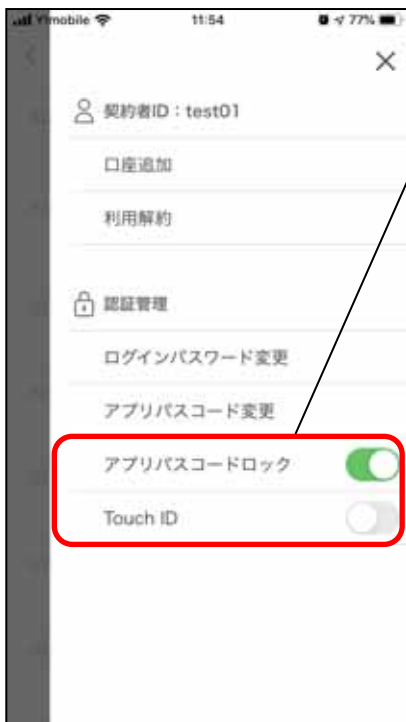 Y!mobile 11:54 77%
契約者ID：test01
口座追加
利用解約
認証管理
ログインパスワード変更
アプリパスコード変更
アプリパスコードロック
Touch ID